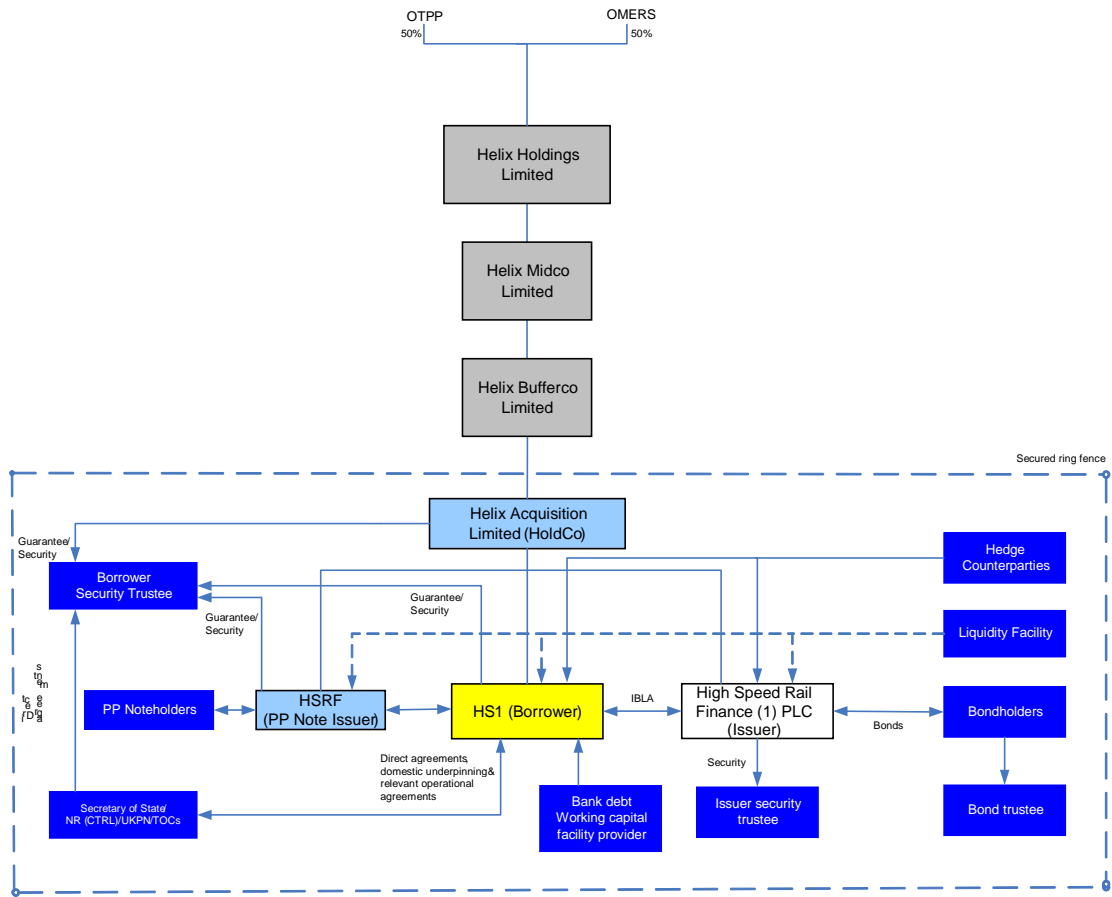 OTPP
OMERS
50%
50%
Helix Holdings
Limited
Helix Midco
Limited
Helix Bufferco
Limited
Secured ring fence
Helix Acquisition
Limited (HoldCo)
Guarantee/
Security
Hedge
Counterparties
Borrower
Security Trustee
Guarantee/
Security
Guarantee/
Security
Liquidity Facility
PP Noteholders
HSRF
(PP Note Issuer)
HS1 (Borrower)
IBLA
High Speed Rail
Finance (1) PLC
(Issuer)
Bonds
Bondholders
Direct agreements,
domestic underpinning&
relevant operational
agreements
Security
Secretary of State/
NR (CTRL)/UKPN/TOCs
Bank debt
Working capital
facility provider
Issuer security
trustee
Bond trustee